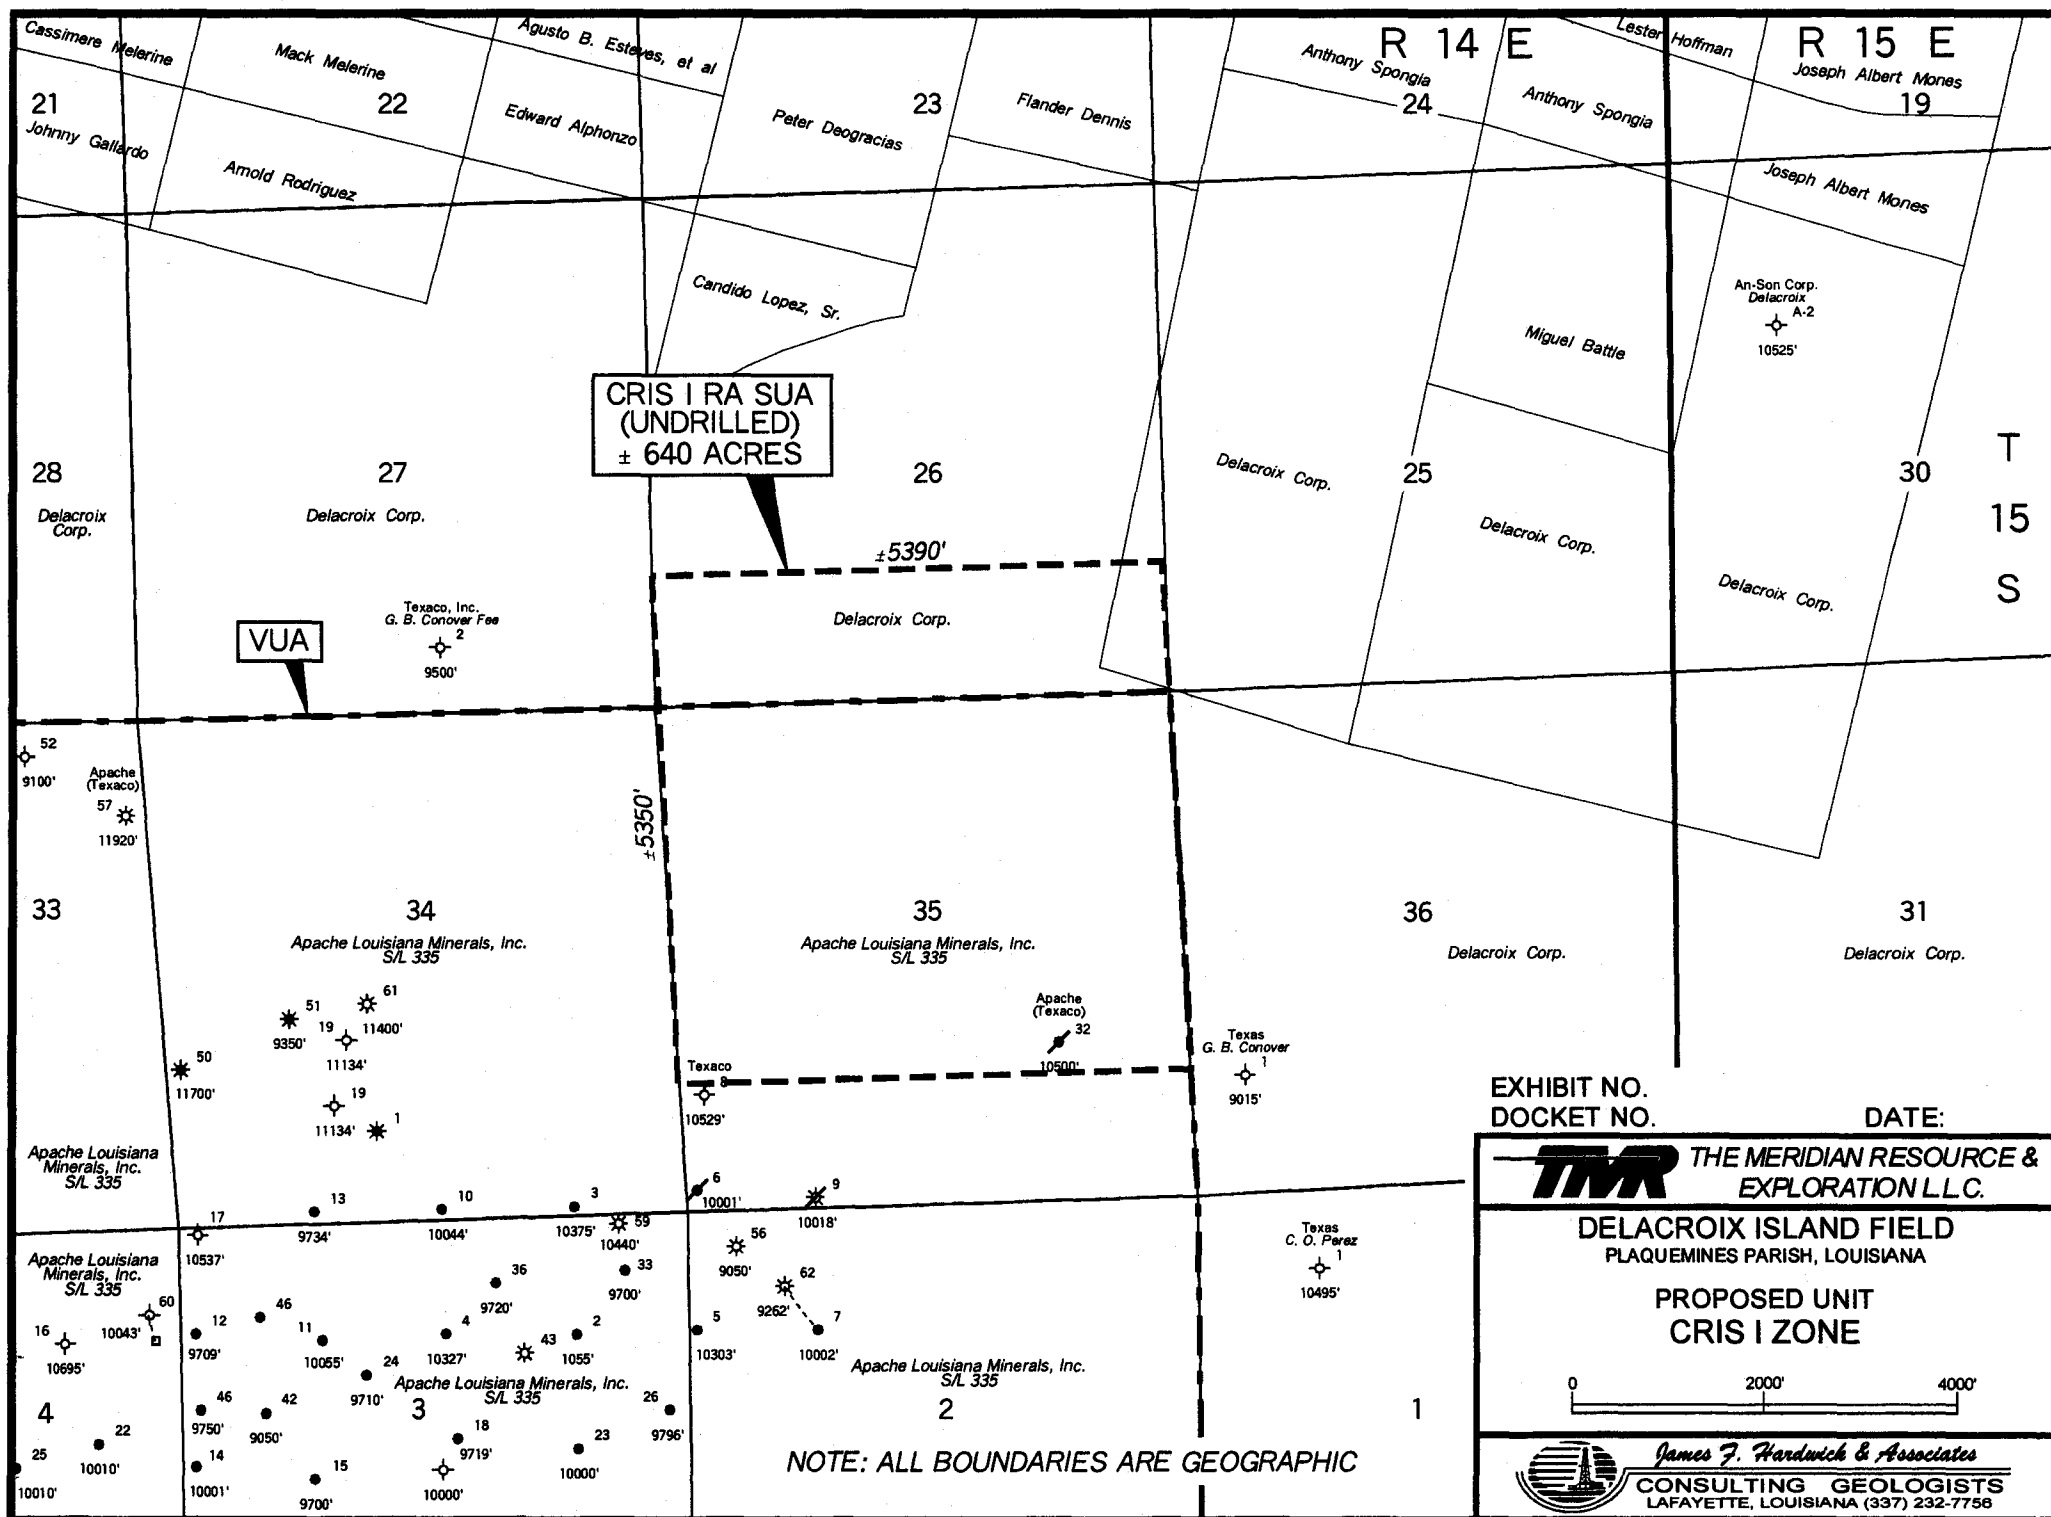 Cassimere Melerine
Mack Melerine
Agusto B. Esteves, et al
R 14 E
Lester Hoffman
R 15 E
Anthony Spongia
Joseph Albert Mones
21
22
23
24
19
Johnny Gallardo
Edward Alphonzo
Peter Deogracias
Flander Dennis
Anthony Spongia
Arnold Rodriguez
Joseph Albert Mones
Candido Lopez, Sr.
An-Son Corp.
Delacroix
A-2
10525'
Miguel Battle
CRIS I RA SUA
(UNDRILLED)
± 640 ACRES
28
27
26
25
30
T
15
S
Delacroix
Corp.
Delacroix Corp.
Delacroix Corp.
Delacroix Corp.
Delacroix Corp.
±5390'
Delacroix Corp.
Texaco, Inc.
G. B. Conover Fee
2
9500'
VUA
52
9100'
Apache
(Texaco)
57
11920'
±5350'
33
34
35
36
31
Apache Louisiana Minerals, Inc.
S/L 335
Apache Louisiana Minerals, Inc.
S/L 335
Delacroix Corp.
Delacroix Corp.
51
9350'
61
11400'
19
11134'
50
11700'
19
11134'
1
Apache
(Texaco)
32
10500'
Texas
G. B. Conover
1
9015'
Texaco
8
10529'
Apache Louisiana
Minerals, Inc.
S/L 335
6
10001'
9
10018'
13
9734'
10
10044'
3
10375'
59
10440'
17
10537'
Apache Louisiana
Minerals, Inc.
S/L 335
56
9050'
62
9262'
7
10002'
Texas
C. O. Perez
1
10495'
36
9720'
33
9700'
60
10043'
16
10695'
12
9709'
46
11
10055'
4
10327'
43
2
1055'
5
10303'
24
9710'
Apache Louisiana Minerals, Inc.
S/L 335
Apache Louisiana Minerals, Inc.
S/L 335
4
3
2
1
46
9750'
42
9050'
26
9796'
22
10010'
18
9719'
23
10000'
25
10010'
14
10001'
15
9700'
10000'
NOTE: ALL BOUNDARIES ARE GEOGRAPHIC
EXHIBIT NO.
DOCKET NO. DATE:
TMR THE MERIDIAN RESOURCE &
EXPLORATION LLC.
DELACROIX ISLAND FIELD
PLAQUEMINES PARISH, LOUISIANA
PROPOSED UNIT
CRIS I ZONE
0 2000' 4000'
James F. Hardwick & Associates
CONSULTING GEOLOGISTS
LAFAYETTE, LOUISIANA (337) 232-7756